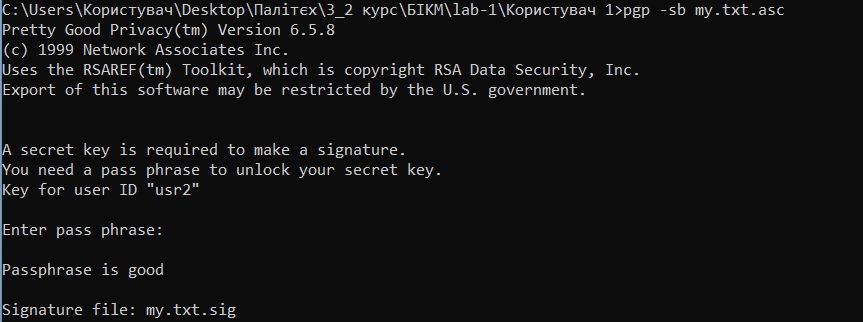 C:\Users\Користувач\Desktop\Палітєх\3_2 курс\БІКМ\lab-1\Користувач 1>pgp -sb my.txt.asc
Pretty Good Privacy(tm) Version 6.5.8
(c) 1999 Network Associates Inc.
Uses the RSAREF(tm) Toolkit, which is copyright RSA Data Security, Inc.
Export of this software may be restricted by the U.S. government.
A secret key is required to make a signature.
You need a pass phrase to unlock your secret key.
Key for user ID "usr2"
Enter pass phrase:
Passphrase is good
Signature file: my.txt.sig